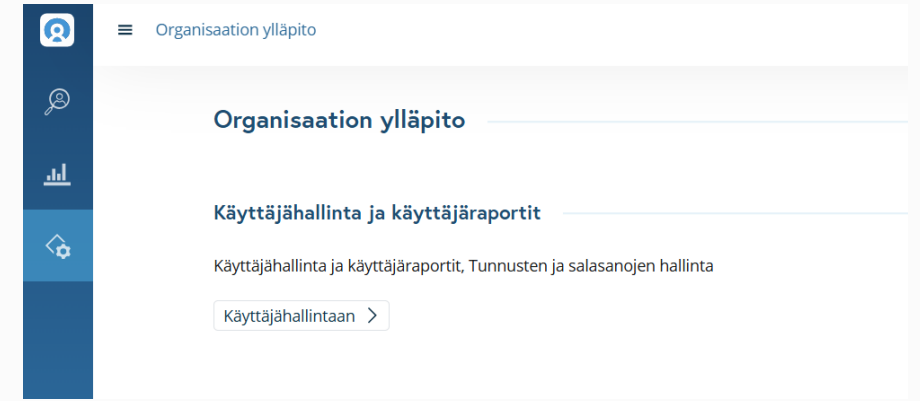 Organisaation ylläpito
Organisaation ylläpito
Käyttäjähallinta ja käyttäjäraportit
Käyttäjähallinta ja käyttäjäraportit, Tunnusten ja salasanojen hallinta
Käyttäjähallintaan